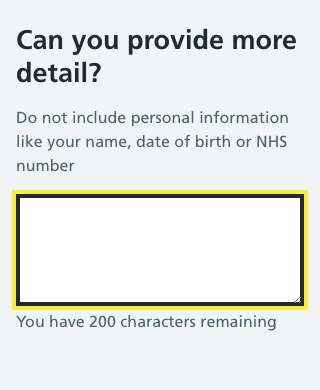 Can you provide more
detail?
Do not include personal information
like your name, date of birth or NHS
number
You have 200 characters remaining